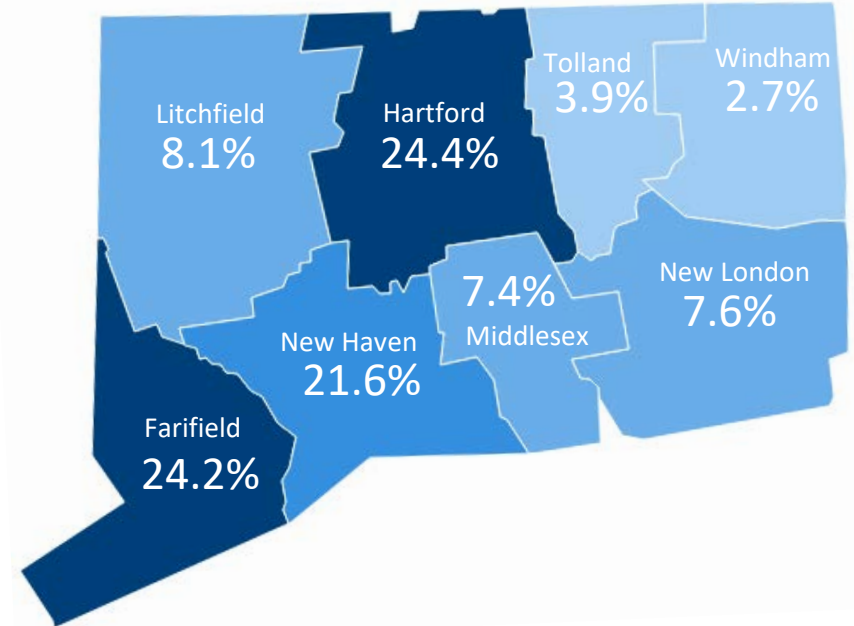 Litchfield
8.1%
Hartford
24.4%
Tolland
3.9%
Windham
2.7%
New Haven
21.6%
7.4%
Middlesex
New London
7.6%
Farifield
24.2%